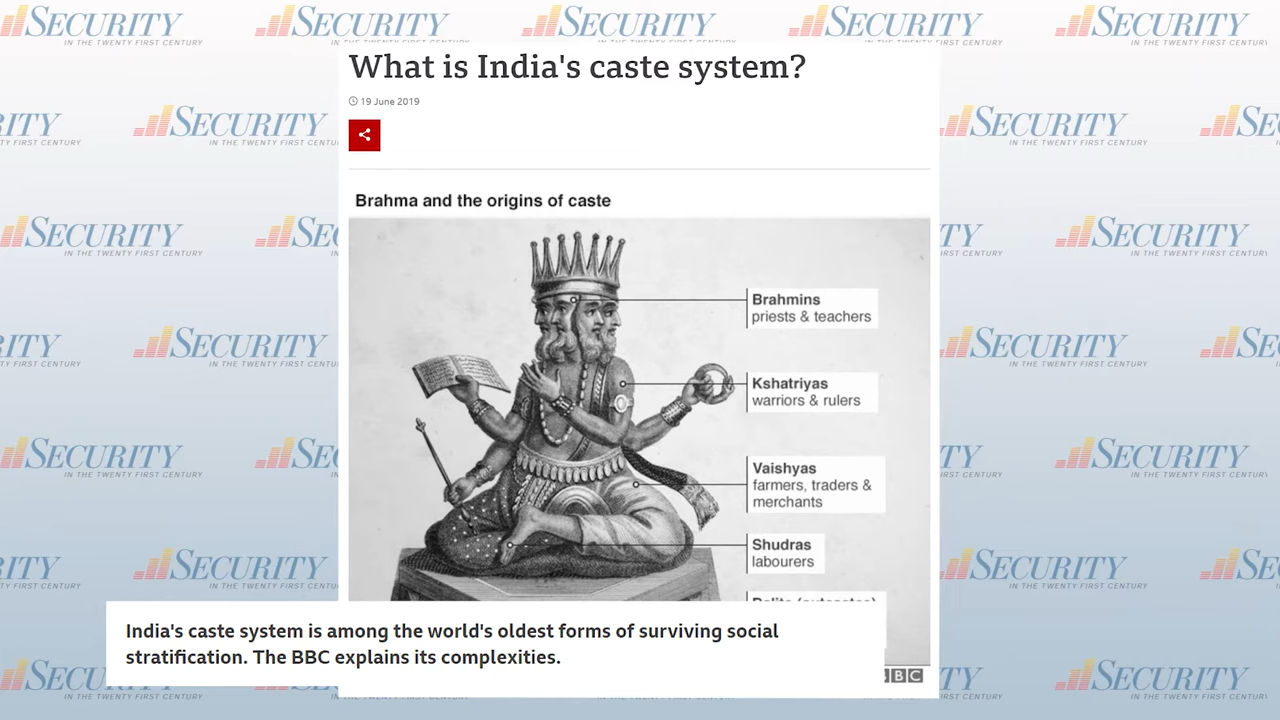 What is India's caste system?
19 June 2019
Brahma and the origins of caste
Brahmins
priests & teachers
Kshatriyas
warriors & rulers
Vaishyas
farmers, traders &
merchants
Shudras
labourers
Dalits (outcastes)
India's caste system is among the world's oldest forms of surviving social
stratification. The BBC explains its complexities.
BBC
SECURITY
IN THE TWENTY FIRST CENTURY